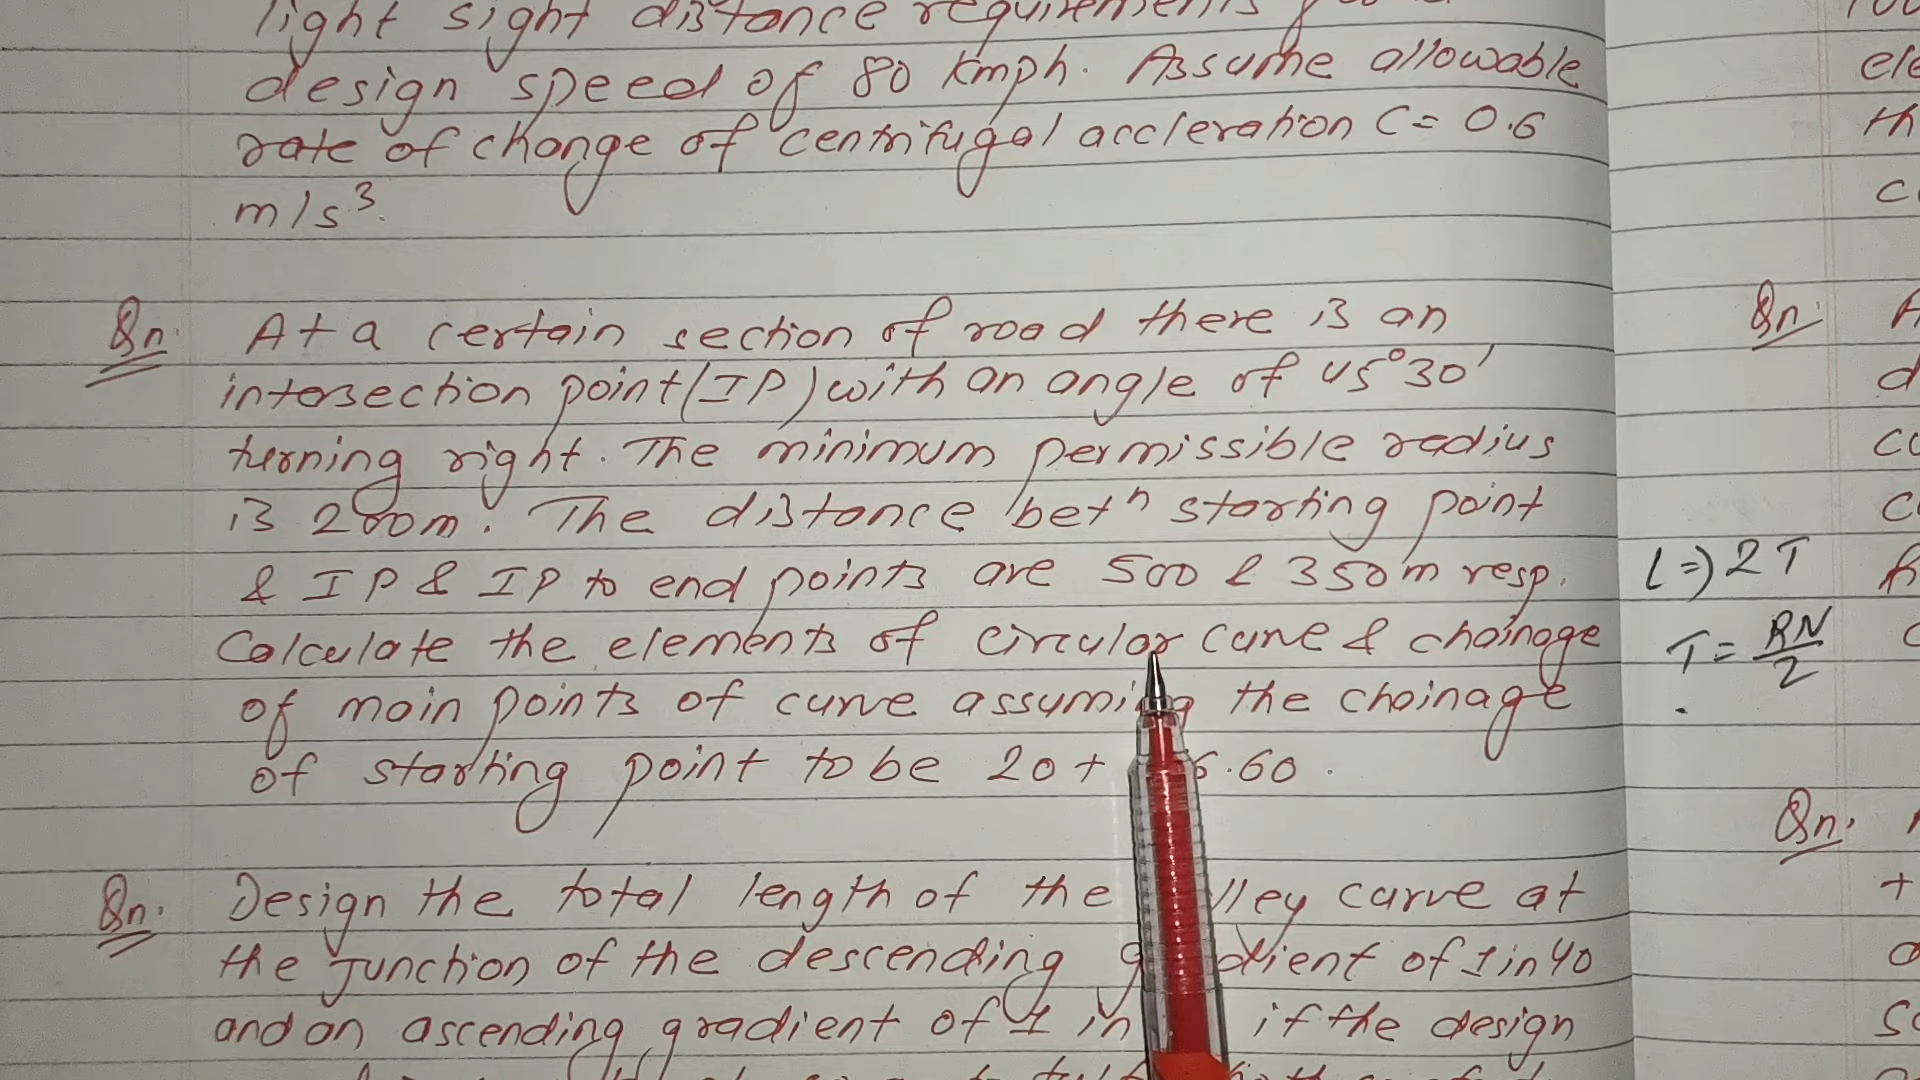 light sight distance requirements
design speed of 80 kmph. Assume allowable
rate of change of centrifugal accleration C = 0.6
m/s³.
Qn. At a certain section of road there is an
intersection point (IP) with an angle of 45°30'
turning right. The minimum permissible radius
is 200m. The distance betⁿ starting point
& IP & IP to end points are 500 & 350m resp.
Calculate the elements of circular curve & chainage
of main points of curve assuming the chainage
of starting point to be 20+ 6.60.
Qn. Design the total length of the lley curve at
the junction of the descending g dient of 1 in 40
and an ascending gradient of 1 in if the design
L => 2T
T = RN/2
Qn.
Qn.